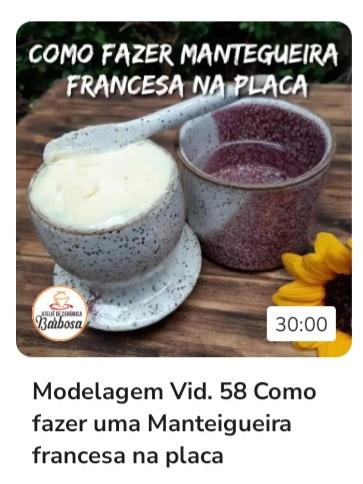 COMO FAZER MANTEGUEIRA
FRANCESA NA PLACA
ATELIÊ DE CERÂMICA
Barbosa
30:00
Modelagem Vid. 58 Como
fazer uma Manteigueira
francesa na placa